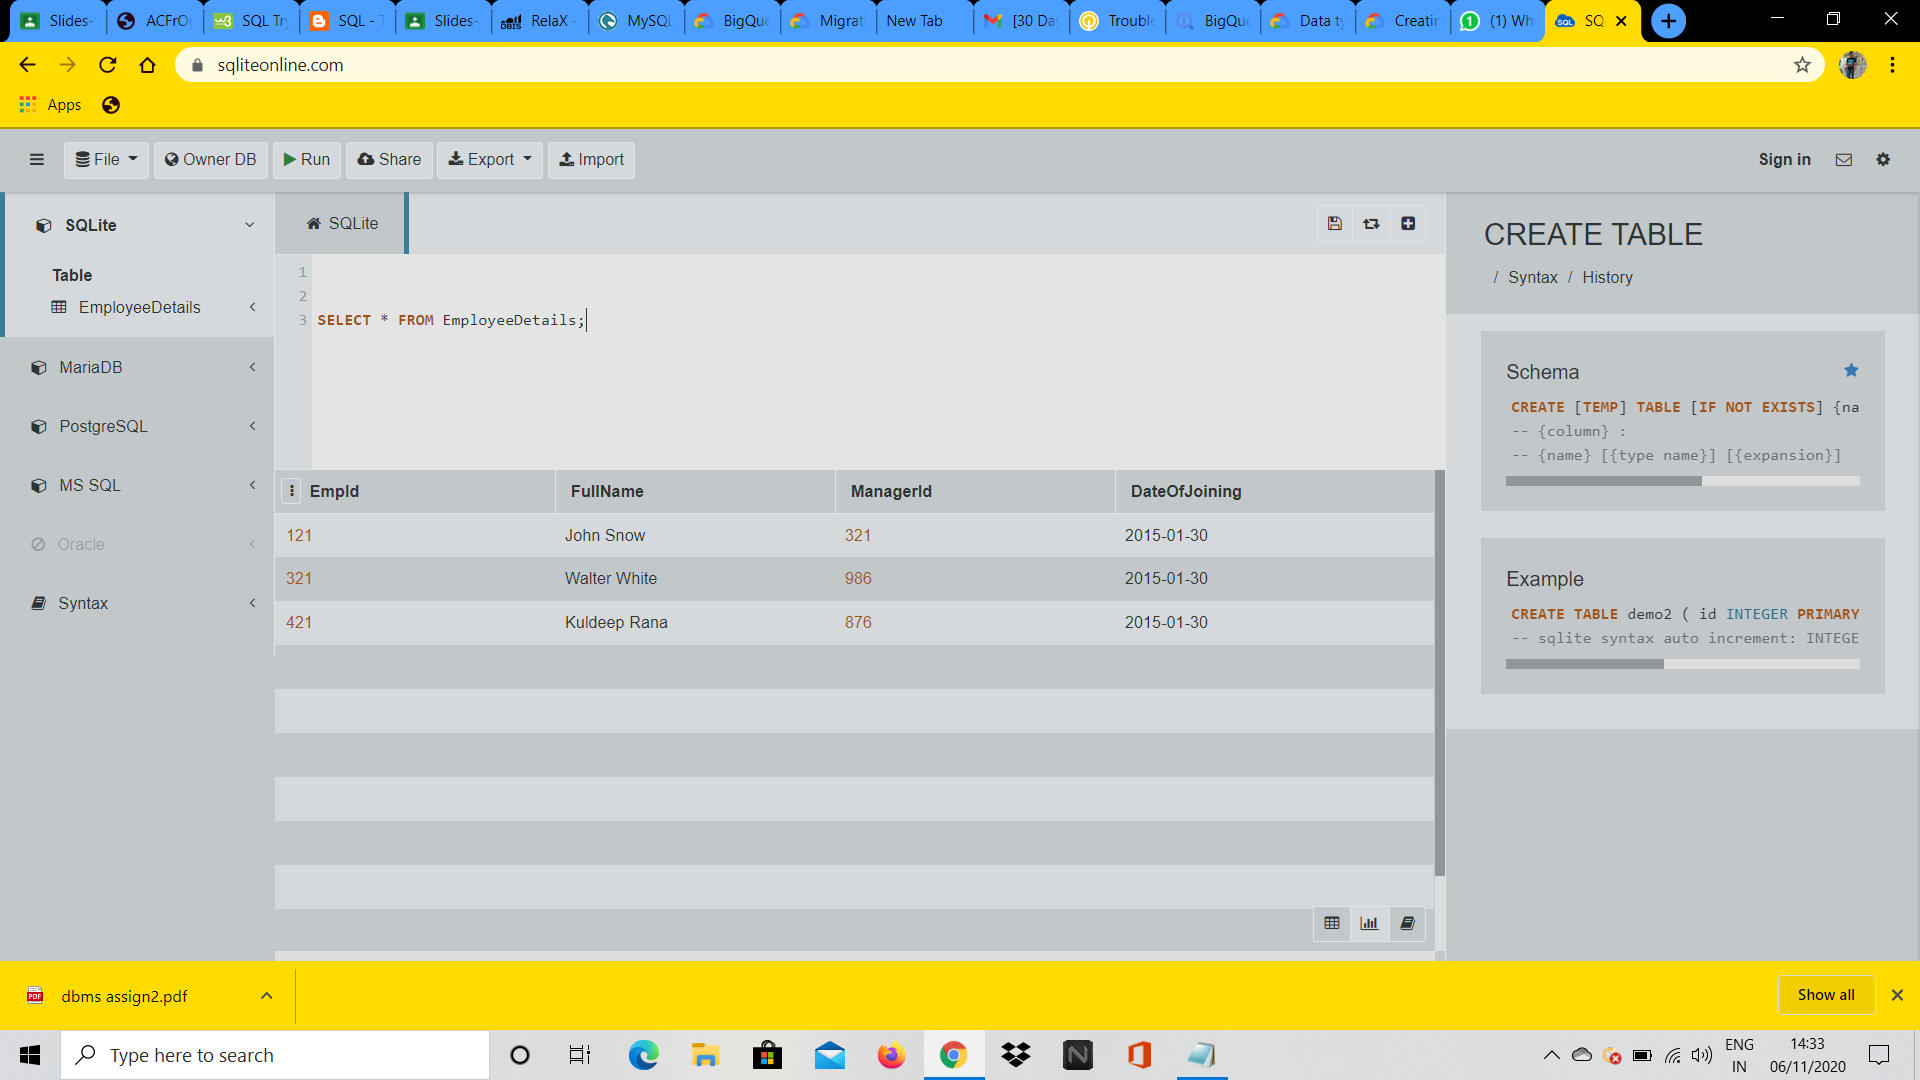 Slides-
ACFrO
SQL Try
SQL - T
Slides-
RelaX -
MySQL
BigQue
Migrati
New Tab
[30 Day
Trouble
BigQue
Data ty
Creatin
(1) Wh
SQ
sqliteonline.com
Apps
File
Owner DB
Run
Share
Export
Import
Sign in
SQLite
Table
EmployeeDetails
MariaDB
PostgreSQL
MS SQL
Oracle
Syntax
SQLite
1
2
3 SELECT * FROM EmployeeDetails;
EmpId FullName ManagerId DateOfJoining
121 John Snow 321 2015-01-30
321 Walter White 986 2015-01-30
421 Kuldeep Rana 876 2015-01-30
CREATE TABLE
/ Syntax / History
Schema
CREATE [TEMP] TABLE [IF NOT EXISTS] {na
-- {column} :
-- {name} [{type name}] [{expansion}]
Example
CREATE TABLE demo2 ( id INTEGER PRIMARY
-- sqlite syntax auto increment: INTEGE
PDF
dbms assign2.pdf
Show all
Type here to search
ENG
IN
14:33
06/11/2020